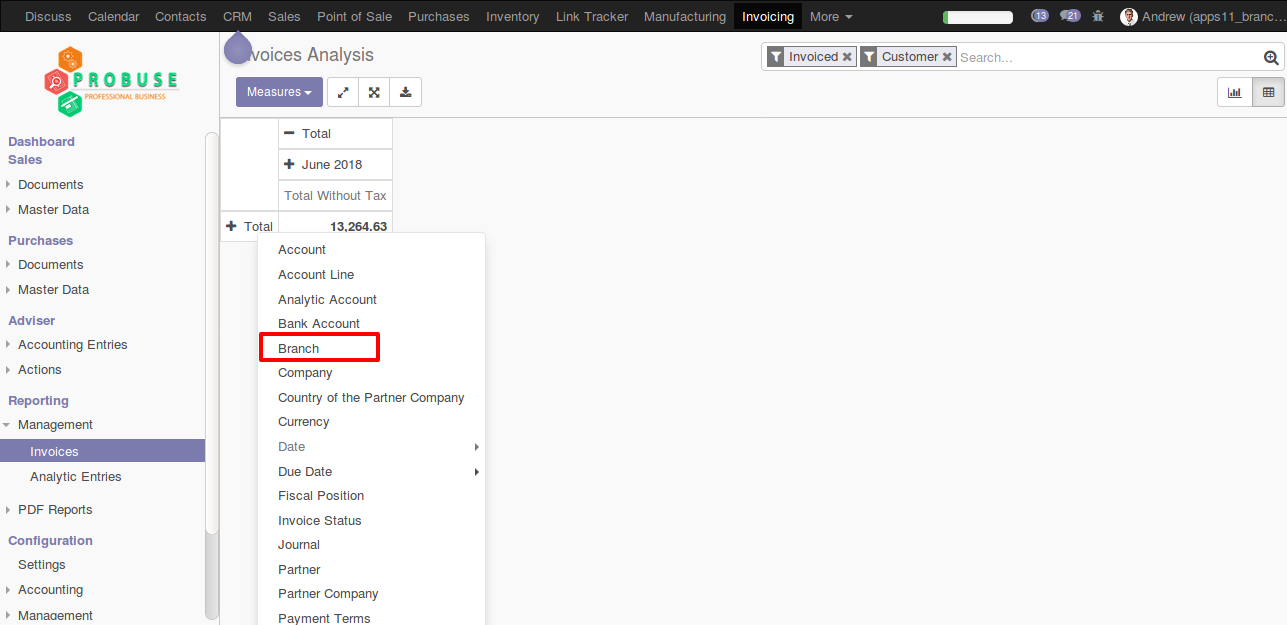 Discuss Calendar Contacts CRM Sales Point of Sale Purchases Inventory Link Tracker Manufacturing Invoicing More 13 21 Andrew (apps11_branc...
PROBUSE
PROFESSIONAL BUSINESS
Dashboard
Sales
Documents
Master Data
Purchases
Documents
Master Data
Adviser
Accounting Entries
Actions
Reporting
Management
Invoices
Analytic Entries
PDF Reports
Configuration
Settings
Accounting
Management
voices Analysis
Invoiced Customer Search...
Measures
Total
June 2018
Total Without Tax
Total 13,264.63
Account
Account Line
Analytic Account
Bank Account
Branch
Company
Country of the Partner Company
Currency
Date
Due Date
Fiscal Position
Invoice Status
Journal
Partner
Partner Company
Payment Terms